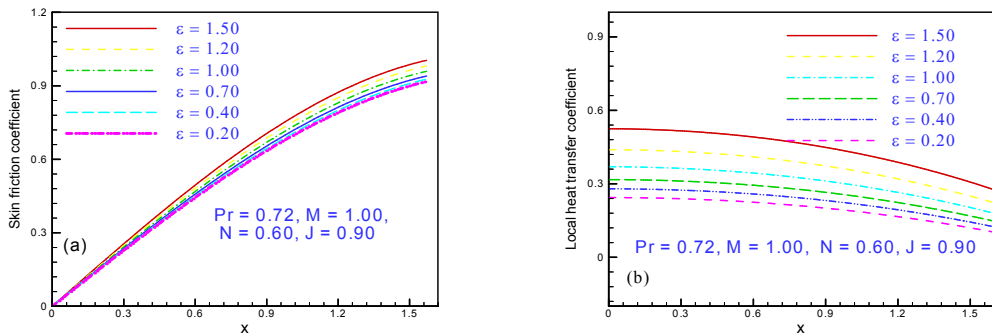 Skin friction coefficient
1.2
0.9
0.6
0.3
0
ε = 1.50
ε = 1.20
ε = 1.00
ε = 0.70
ε = 0.40
ε = 0.20
Pr = 0.72, M = 1.00,
N = 0.60, J = 0.90
(a)
0 0.3 0.6 0.9 1.2 1.5
x
Local heat transfer coefficient
0.9
0.6
0.3
0
ε = 1.50
ε = 1.20
ε = 1.00
ε = 0.70
ε = 0.40
ε = 0.20
Pr = 0.72, M = 1.00, N = 0.60, J = 0.90
(b)
0 0.3 0.6 0.9 1.2 1.5
x